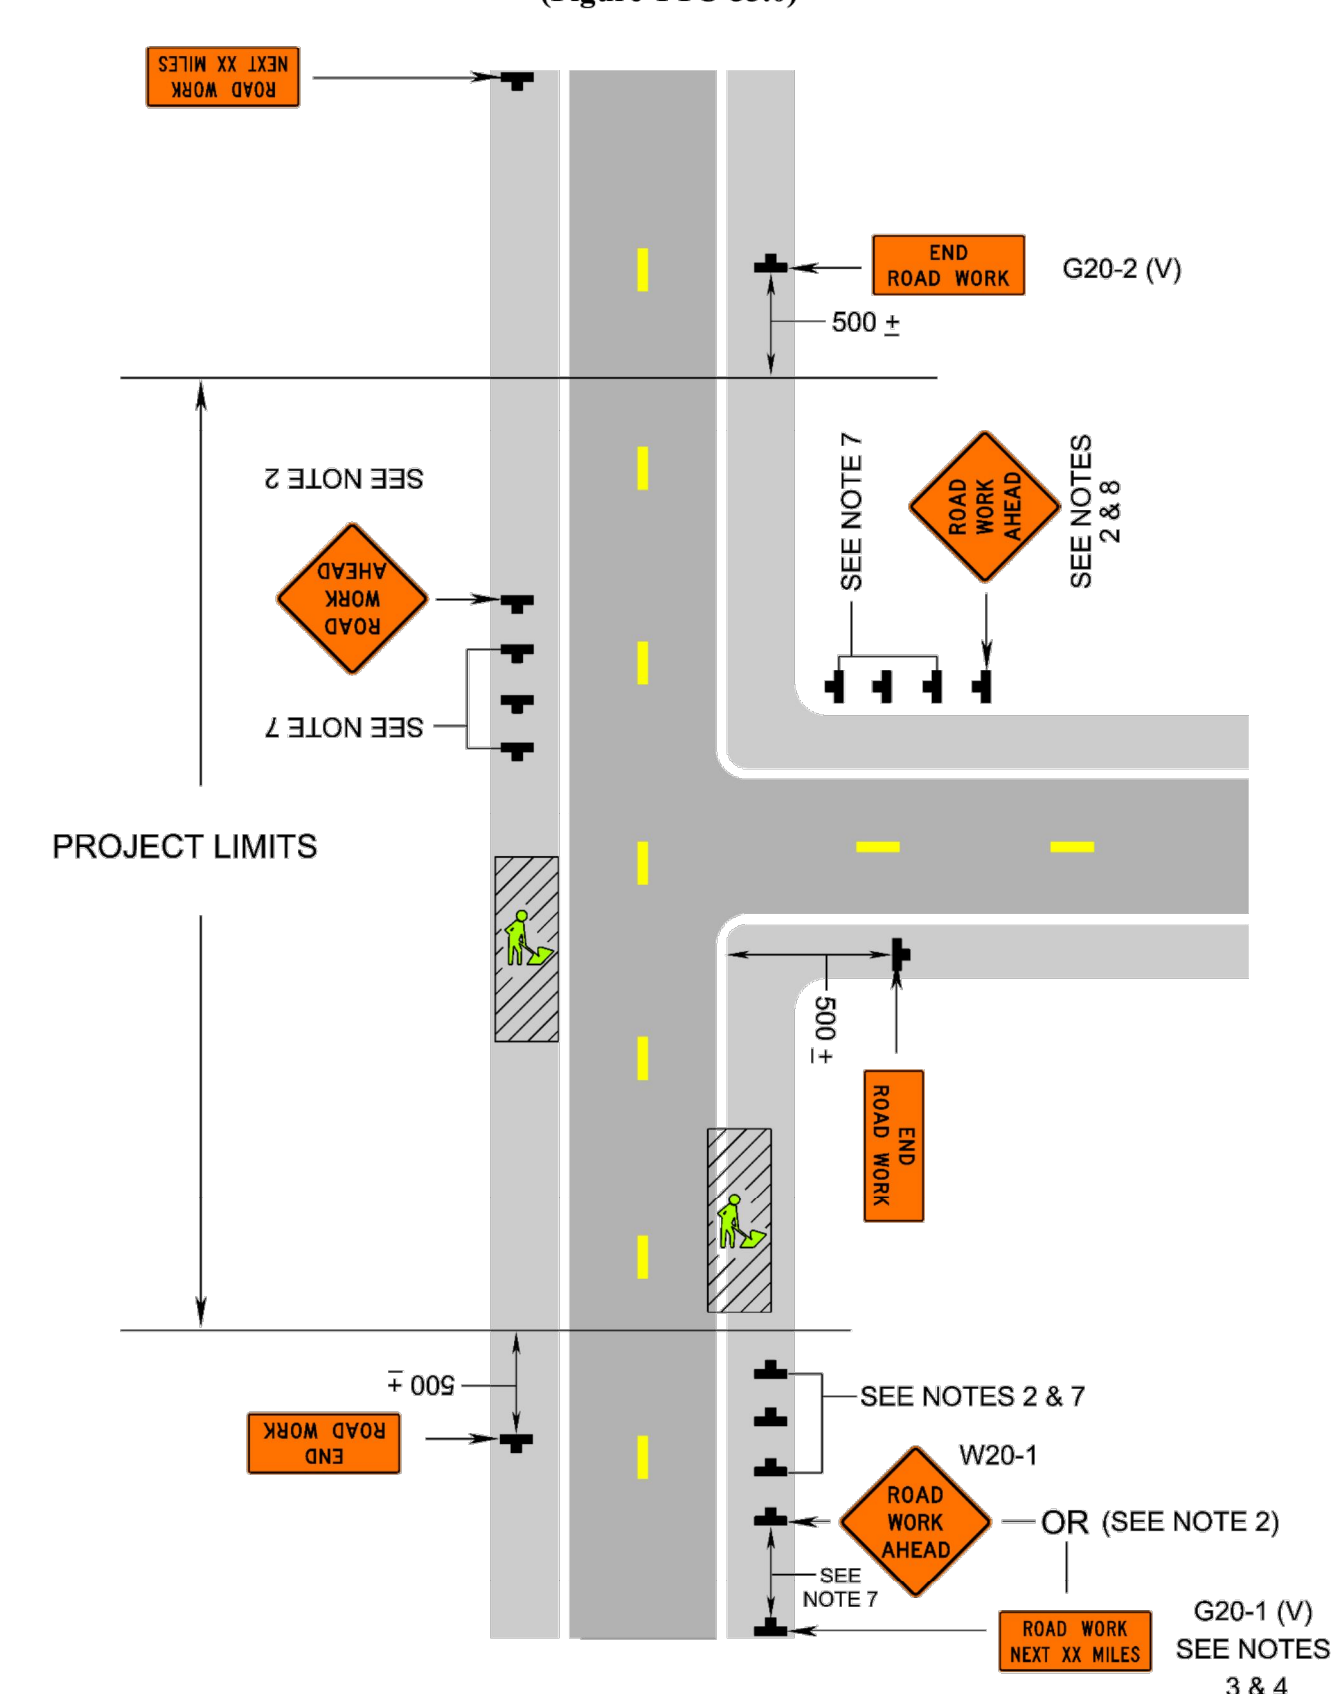 NEXT XX MILES
ROAD WORK
END
ROAD WORK
G20-2 (V)
500 ±
SEE NOTE 2
ROAD
WORK
AHEAD
SEE NOTE 7
SEE NOTE 7
ROAD
WORK
AHEAD
SEE NOTES
2 & 8
PROJECT LIMITS
500 ±
END
ROAD WORK
500 ±
END
ROAD WORK
SEE NOTES 2 & 7
W20-1
ROAD
WORK
AHEAD
OR (SEE NOTE 2)
SEE
NOTE 7
ROAD WORK
NEXT XX MILES
G20-1 (V)
SEE NOTES
3 & 4